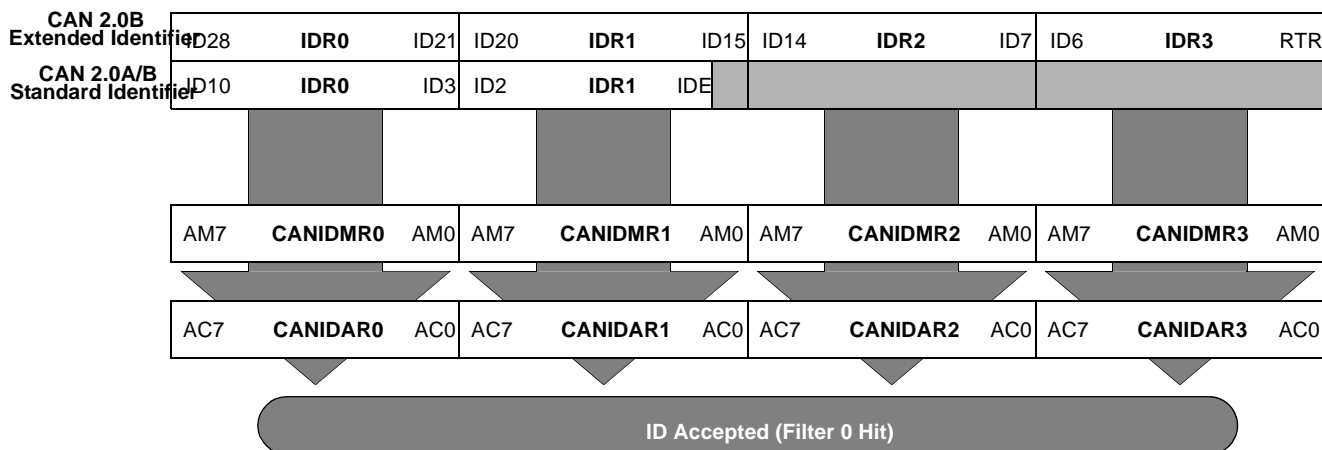 CAN 2.0B
Extended Identifier ID28 IDR0 ID21 ID20 IDR1 ID15 ID14 IDR2 ID7 ID6 IDR3 RTR
CAN 2.0A/B
Standard Identifier ID10 IDR0 ID3 ID2 IDR1 IDE
AM7 CANIDMR0 AM0 AM7 CANIDMR1 AM0 AM7 CANIDMR2 AM0 AM7 CANIDMR3 AM0
AC7 CANIDAR0 AC0 AC7 CANIDAR1 AC0 AC7 CANIDAR2 AC0 AC7 CANIDAR3 AC0
ID Accepted (Filter 0 Hit)